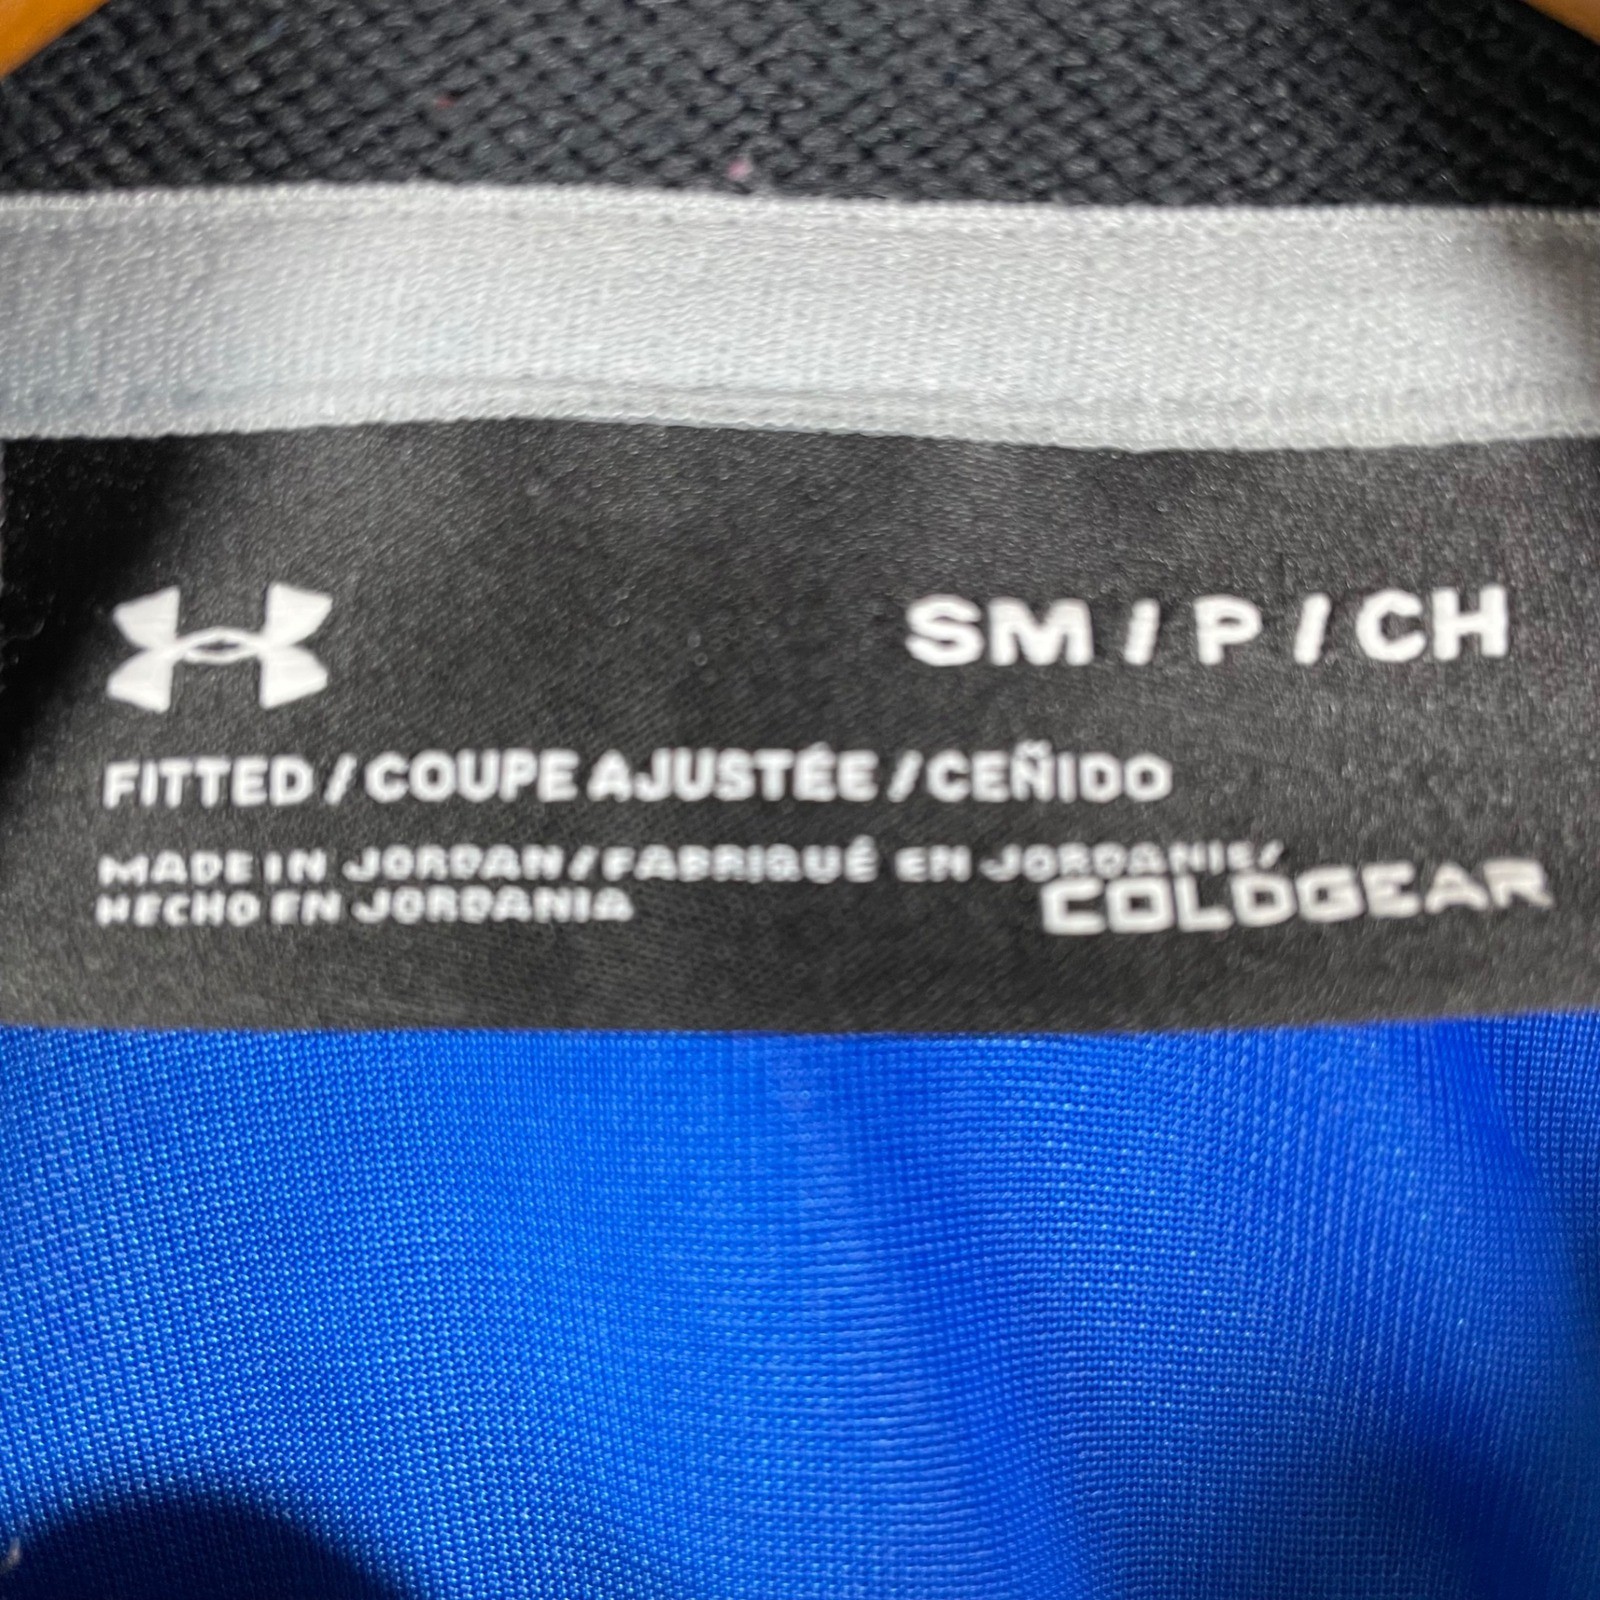 SM / P / CH
FITTED / COUPE AJUSTÉE / CEÑIDO
MADE IN JORDAN / FABRIQUÉ EN JORDANIE /
HECHO EN JORDANIA
COLDGEAR